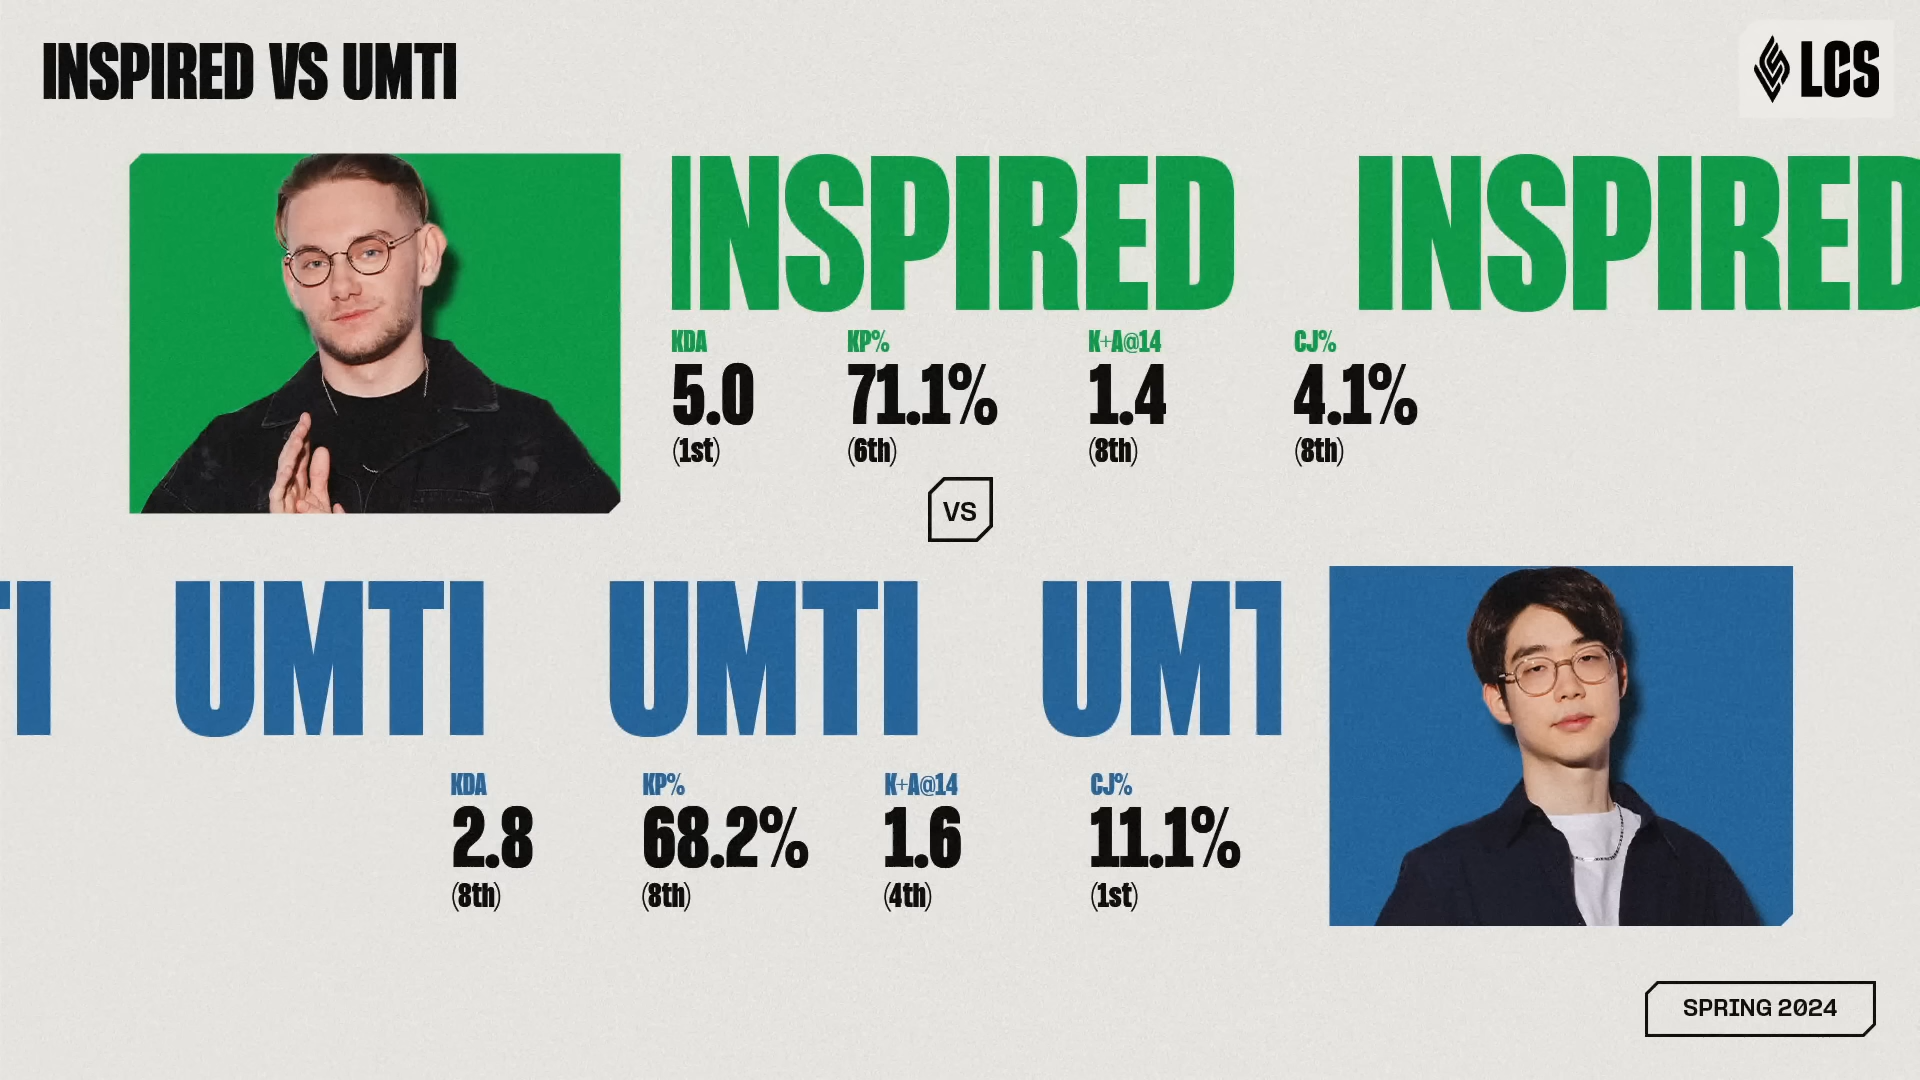 INSPIRED VS UMTI
LCS
INSPIRED INSPIRED
KDA KP% K+A@14 CJ%
5.0 71.1% 1.4 4.1%
(1st) (6th) (8th) (8th)
VS
TI UMTI UMTI UMT
KDA KP% K+A@14 CJ%
2.8 68.2% 1.6 11.1%
(8th) (8th) (4th) (1st)
SPRING 2024